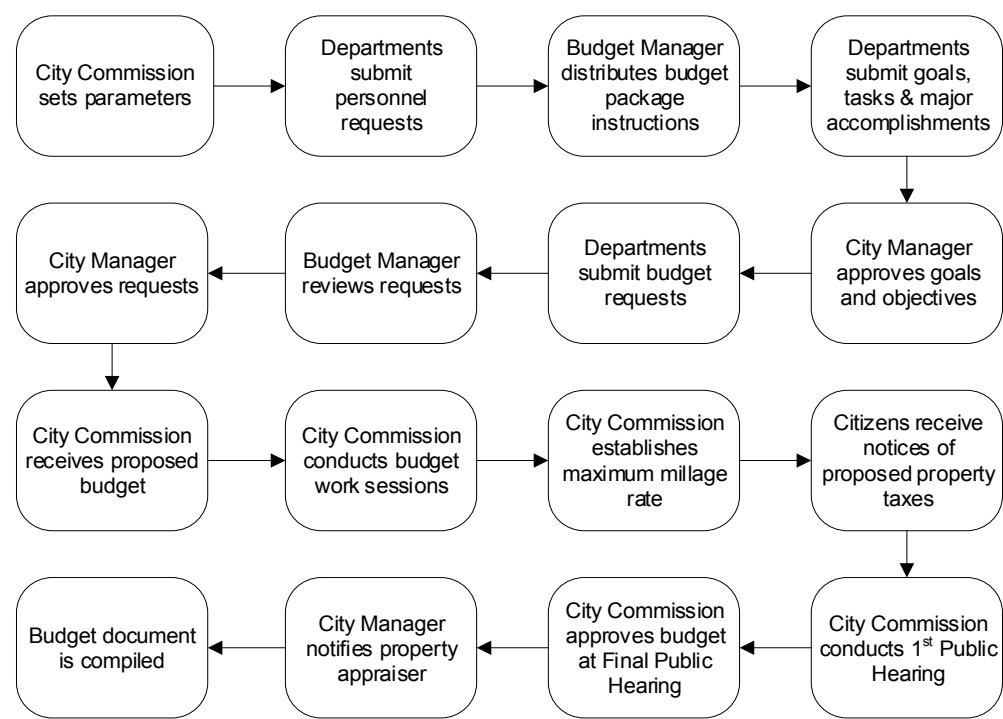 City Commission
sets parameters
Departments
submit
personnel
requests
Budget Manager
distributes budget
package
instructions
Departments
submit goals,
tasks & major
accomplishments
City Manager
approves goals
and objectives
Departments
submit budget
requests
Budget Manager
reviews requests
City Manager
approves requests
City Commission
receives proposed
budget
City Commission
conducts budget
work sessions
City Commission
establishes
maximum millage
rate
Citizens receive
notices of
proposed property
taxes
City Commission
conducts 1st Public
Hearing
City Commission
approves budget
at Final Public
Hearing
City Manager
notifies property
appraiser
Budget document
is compiled